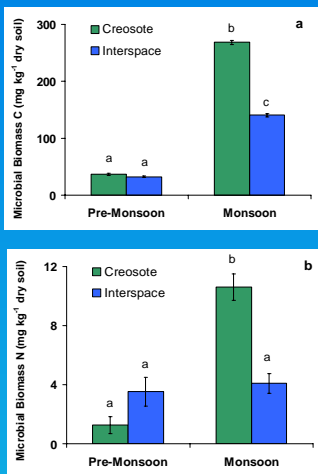 a
Microbial Biomass C (mg kg⁻¹ dry soil)
300
200
100
0
Creosote
Interspace
a
a
b
c
Pre-Monsoon
Monsoon
b
Microbial Biomass N (mg kg⁻¹ dry soil)
12
8
4
0
Creosote
Interspace
a
a
b
a
Pre-Monsoon
Monsoon